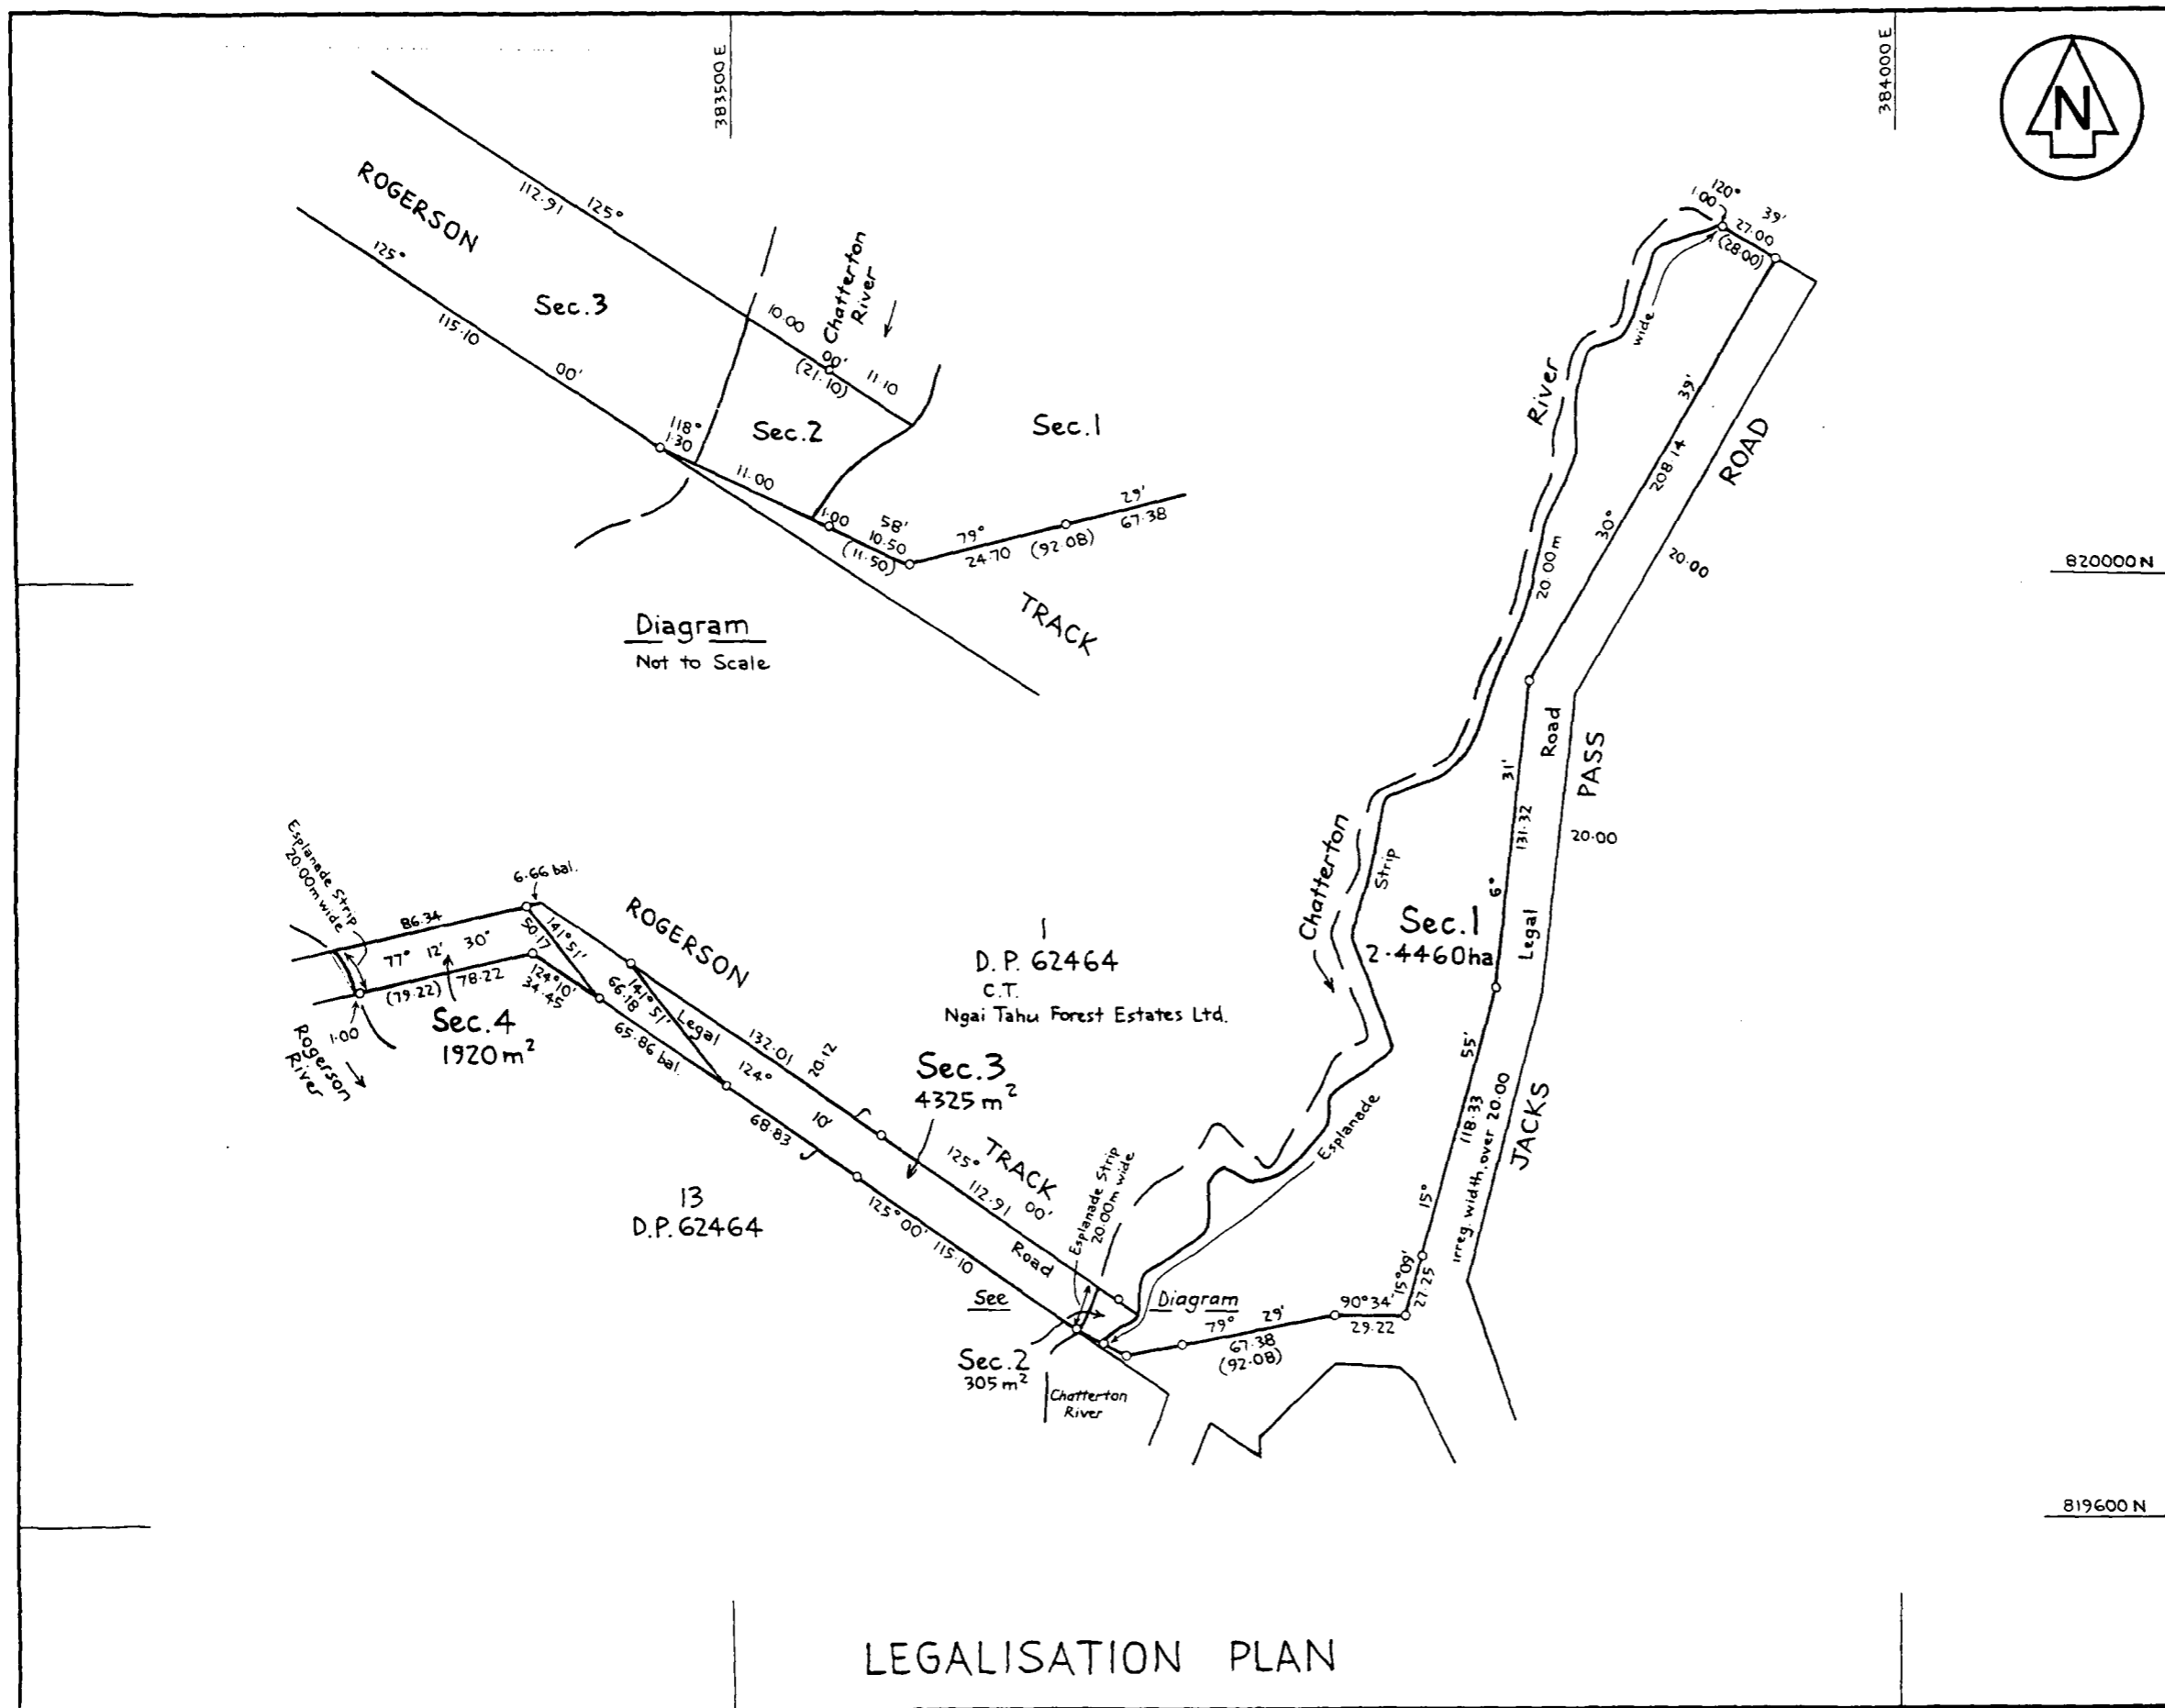 383500 E
384000 E
N
820000 N
819600 N
ROGERSON
TRACK
112.91
125°
125°
115.10
00'
Sec.3
10.00
00'
(21.10)
11.10
Chatterton
River
118°
1.30
11.00
Sec.2
Sec.1
1.00
58'
10.50
(11.50)
79°
24.70
(92.08)
29'
67.38
Diagram
Not to Scale
120°
39'
1.00
27.00
(28.00)
wide
River
39'
208.14
30°
20.00m
ROAD
20.00
Road
31'
131.32
6°
Legal
PASS
20.00
Chatterton
Strip
Sec.1
2.4460ha
55'
118.33
15°
irreg. width, over 20.00
JACKS
15°09'
27.25
90°34'
29.22
Esplanade
Esplanade Strip
20.00m wide
6.66 bal.
86.34
77° 12' 30"
(79.22) 78.22
1.00
Rogerson
River
Sec.4
1920m²
141°51'
50.17
124°10'
34.45
ROGERSON
141° 51'
66.18
Legal
65.86 bal.
132.01
20.12
124°
10'
68.83
1
D.P. 62464
C.T.
Ngai Tahu Forest Estates Ltd.
Sec.3
4325m²
13
D.P. 62464
125°
TRACK
112.91
00'
125°00'
115.10
Road
Esplanade Strip
20.00m wide
See
Diagram
79°
29'
67.38
(92.08)
Sec.2
305m²
Chatterton
River
LEGALISATION PLAN